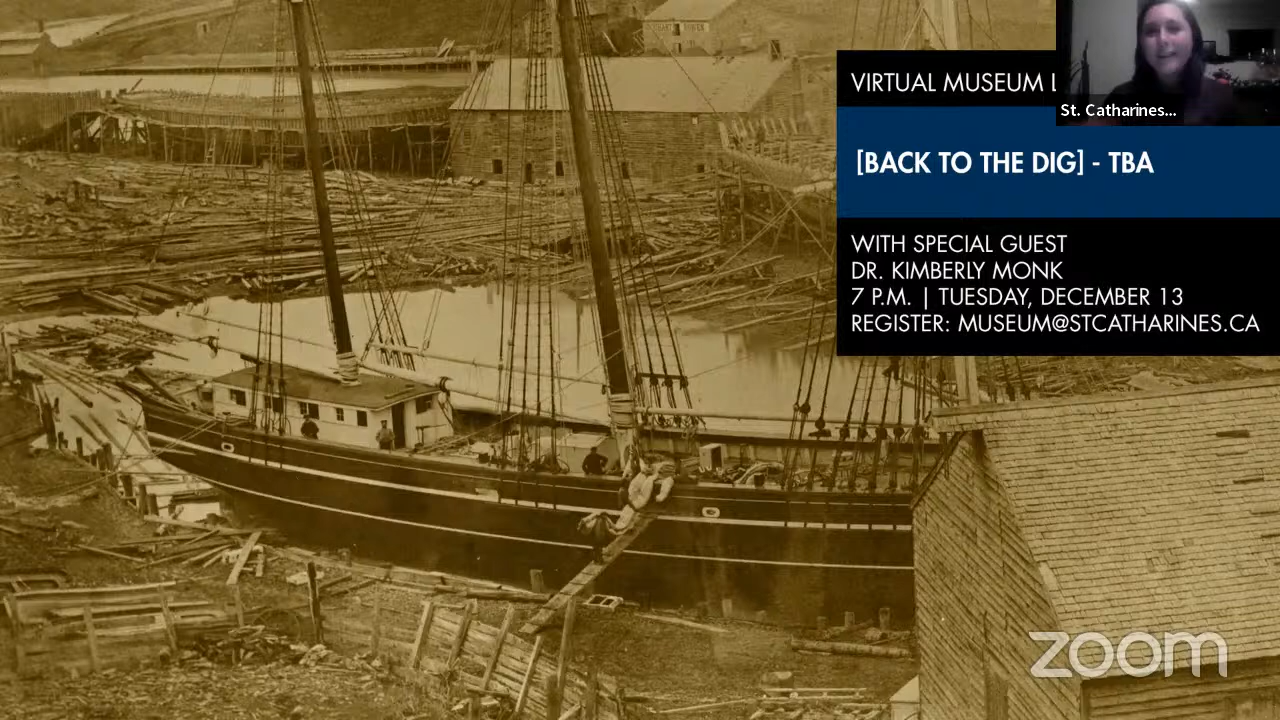 VIRTUAL MUSEUM L
St. Catharines...
[BACK TO THE DIG] - TBA
WITH SPECIAL GUEST
DR. KIMBERLY MONK
7 P.M. | TUESDAY, DECEMBER 13
REGISTER: MUSEUM@STCATHARINES.CA
zoom